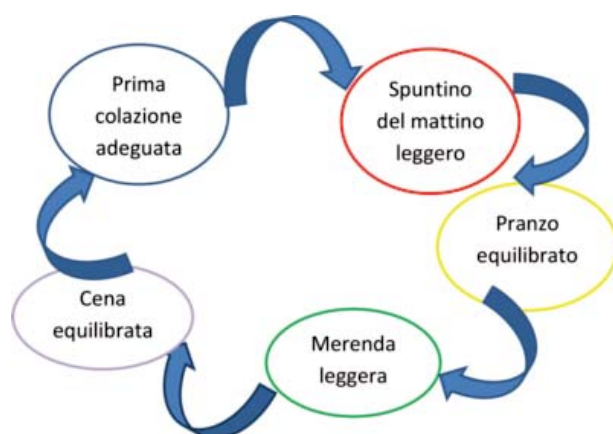 Prima
colazione
adeguata
Spuntino
del mattino
leggero
Pranzo
equilibrato
Merenda
leggera
Cena
equilibrata